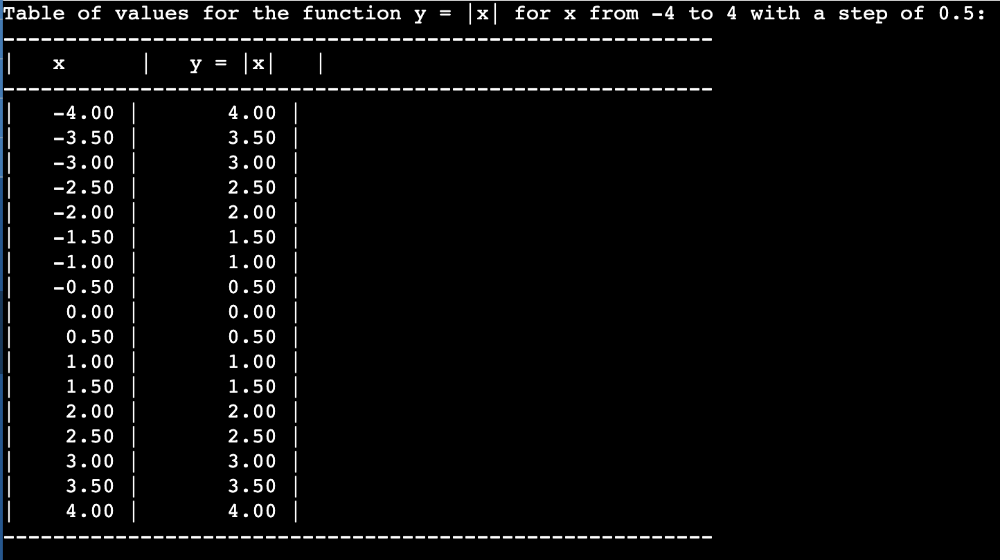 Table of values for the function y = |x| for x from -4 to 4 with a step of 0.5:
---------------------------------------------------------
|   x      |   y = |x|   |
---------------------------------------------------------
|   -4.00 |       4.00 |
|   -3.50 |       3.50 |
|   -3.00 |       3.00 |
|   -2.50 |       2.50 |
|   -2.00 |       2.00 |
|   -1.50 |       1.50 |
|   -1.00 |       1.00 |
|   -0.50 |       0.50 |
|    0.00 |       0.00 |
|    0.50 |       0.50 |
|    1.00 |       1.00 |
|    1.50 |       1.50 |
|    2.00 |       2.00 |
|    2.50 |       2.50 |
|    3.00 |       3.00 |
|    3.50 |       3.50 |
|    4.00 |       4.00 |
---------------------------------------------------------